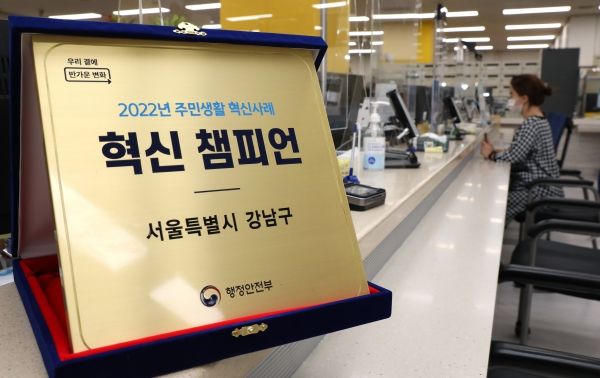 우리 곁에
반가운 변화
2022년 주민생활 혁신사례
혁신 챔피언
서울특별시 강남구
행정안전부